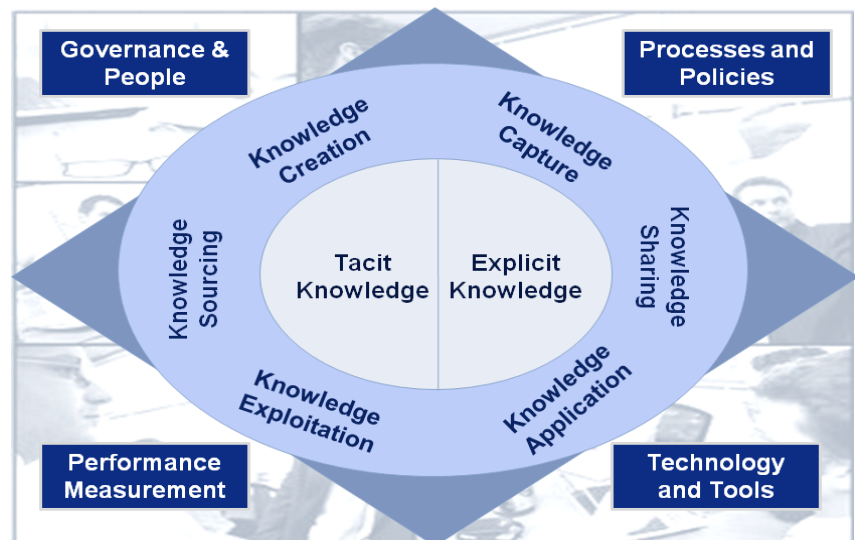 Governance &
People
Processes and
Policies
Knowledge
Creation
Knowledge
Capture
Knowledge
Sourcing
Tacit
Knowledge
Explicit
Knowledge
Knowledge
Sharing
Knowledge
Exploitation
Knowledge
Application
Performance
Measurement
Technology
and Tools